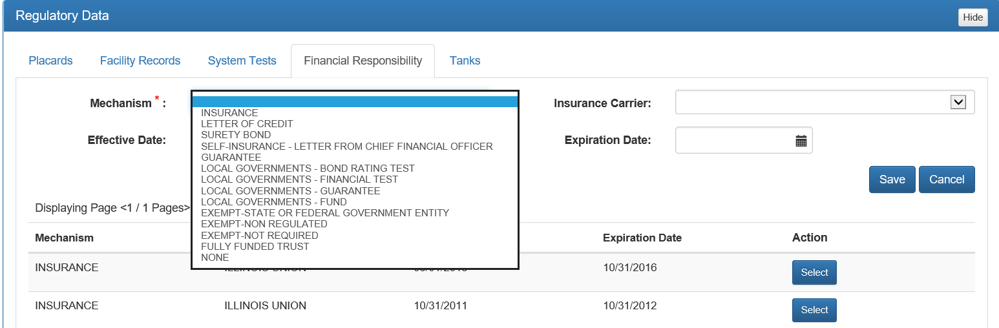 Regulatory Data
Hide
Placards Facility Records System Tests Financial Responsibility Tanks
Mechanism * :
INSURANCE
LETTER OF CREDIT
SURETY BOND
SELF-INSURANCE - LETTER FROM CHIEF FINANCIAL OFFICER
GUARANTEE
LOCAL GOVERNMENTS - BOND RATING TEST
LOCAL GOVERNMENTS - FINANCIAL TEST
LOCAL GOVERNMENTS - GUARANTEE
LOCAL GOVERNMENTS - FUND
EXEMPT-STATE OR FEDERAL GOVERNMENT ENTITY
EXEMPT-NON REGULATED
EXEMPT-NOT REQUIRED
FULLY FUNDED TRUST
NONE
Insurance Carrier:
Effective Date:
Expiration Date:
Save Cancel
Displaying Page <1 / 1 Pages>
Mechanism Expiration Date Action
INSURANCE ILLINOIS UNION 10/31/2016 Select
INSURANCE ILLINOIS UNION 10/31/2011 10/31/2012 Select